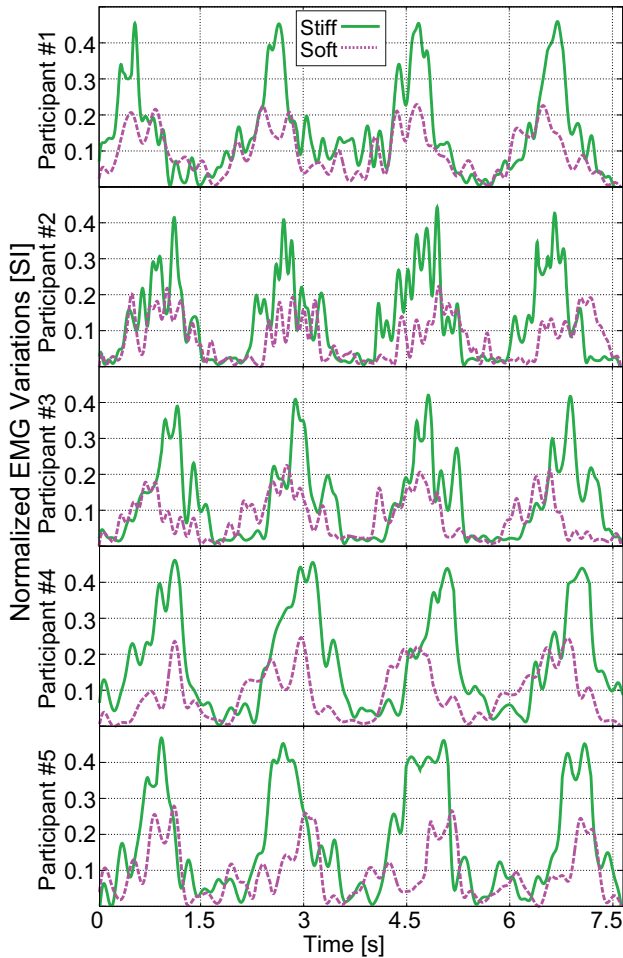 Normalized EMG Variations [SI]
Participant #1
0.4
0.3
0.2
0.1
Stiff
Soft
Participant #2
0.4
0.3
0.2
0.1
Participant #3
0.4
0.3
0.2
0.1
Participant #4
0.4
0.3
0.2
0.1
Participant #5
0.4
0.3
0.2
0.1
0 1.5 3 4.5 6 7.5
Time [s]